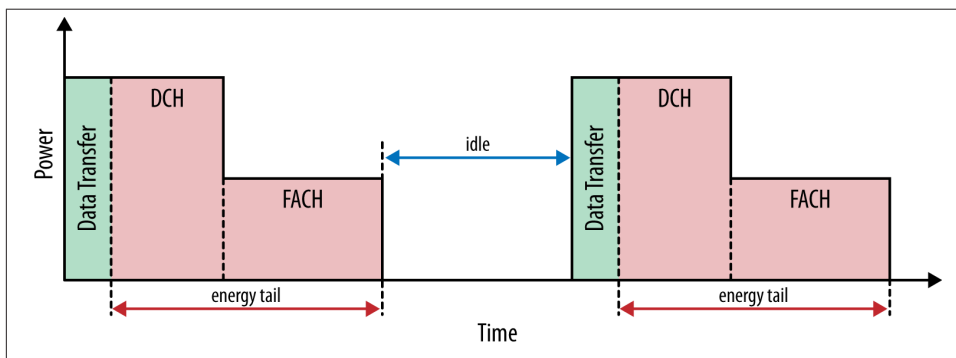 Power
Data Transfer
DCH
FACH
idle
Data Transfer
DCH
FACH
energy tail
energy tail
Time